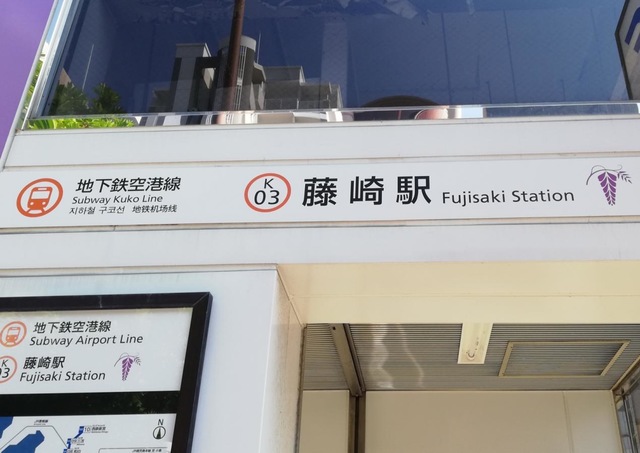 地下鉄空港線
Subway Kuko Line
지하철 구코선 地铁机场线
K
03
藤崎駅 Fujisaki Station
地下鉄空港線
Subway Airport Line
K
03
藤崎駅
Fujisaki Station
N